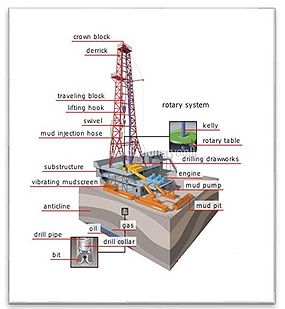 crown block
derrick
traveling block
lifting hook
rotary system
swivel
mud injection hose
kelly
rotary table
drilling drawworks
substructure
engine
vibrating mudscreen
mud pump
anticline
mud pit
oil
gas
drill pipe
drill collar
bit